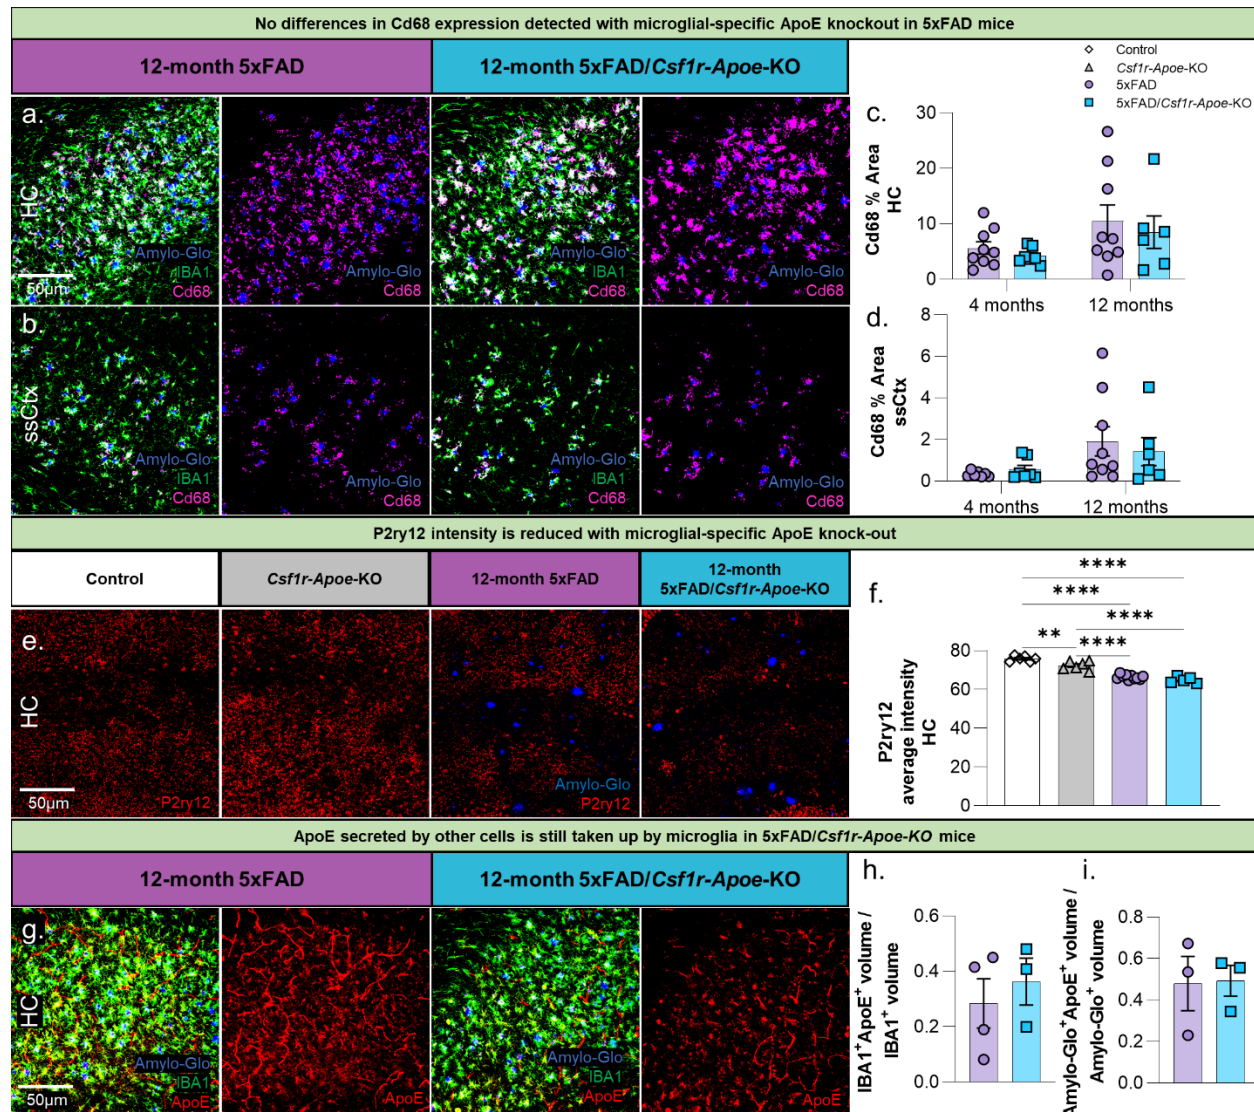 No differences in Cd68 expression detected with microglial-specific ApoE knockout in 5xFAD mice
12-month 5xFAD
12-month 5xFAD/Csf1r-Apoe-KO
Control
Csf1r-Apoe-KO
5xFAD
5xFAD/Csf1r-Apoe-KO
a.
HC
50µm
Amylo-Glo
IBA1
Cd68
Amylo-Glo
Cd68
Amylo-Glo
IBA1
Cd68
Amylo-Glo
Cd68
c.
Cd68 % Area
HC
30
20
10
0
4 months
12 months
b.
ssCtx
Amylo-Glo
IBA1
Cd68
Amylo-Glo
Cd68
Amylo-Glo
IBA1
Cd68
Amylo-Glo
Cd68
d.
Cd68 % Area
ssCtx
8
6
4
2
0
4 months
12 months
P2ry12 intensity is reduced with microglial-specific ApoE knock-out
Control
Csf1r-Apoe-KO
12-month 5xFAD
12-month
5xFAD/Csf1r-Apoe-KO
e.
HC
50µm
P2ry12
Amylo-Glo
P2ry12
f.
****
****
****
**
****
P2ry12
average intensity
HC
80
60
40
20
0
ApoE secreted by other cells is still taken up by microglia in 5xFAD/Csf1r-Apoe-KO mice
12-month 5xFAD
12-month 5xFAD/Csf1r-Apoe-KO
g.
HC
50µm
Amylo-Glo
IBA1
ApoE
ApoE
Amylo-Glo
IBA1
ApoE
ApoE
h.
IBA1⁺ApoE⁺ volume /
IBA1⁺ volume
0.6
0.4
0.2
0.0
i.
Amylo-Glo⁺ApoE⁺ volume /
Amylo-Glo⁺ volume
0.8
0.6
0.4
0.2
0.0